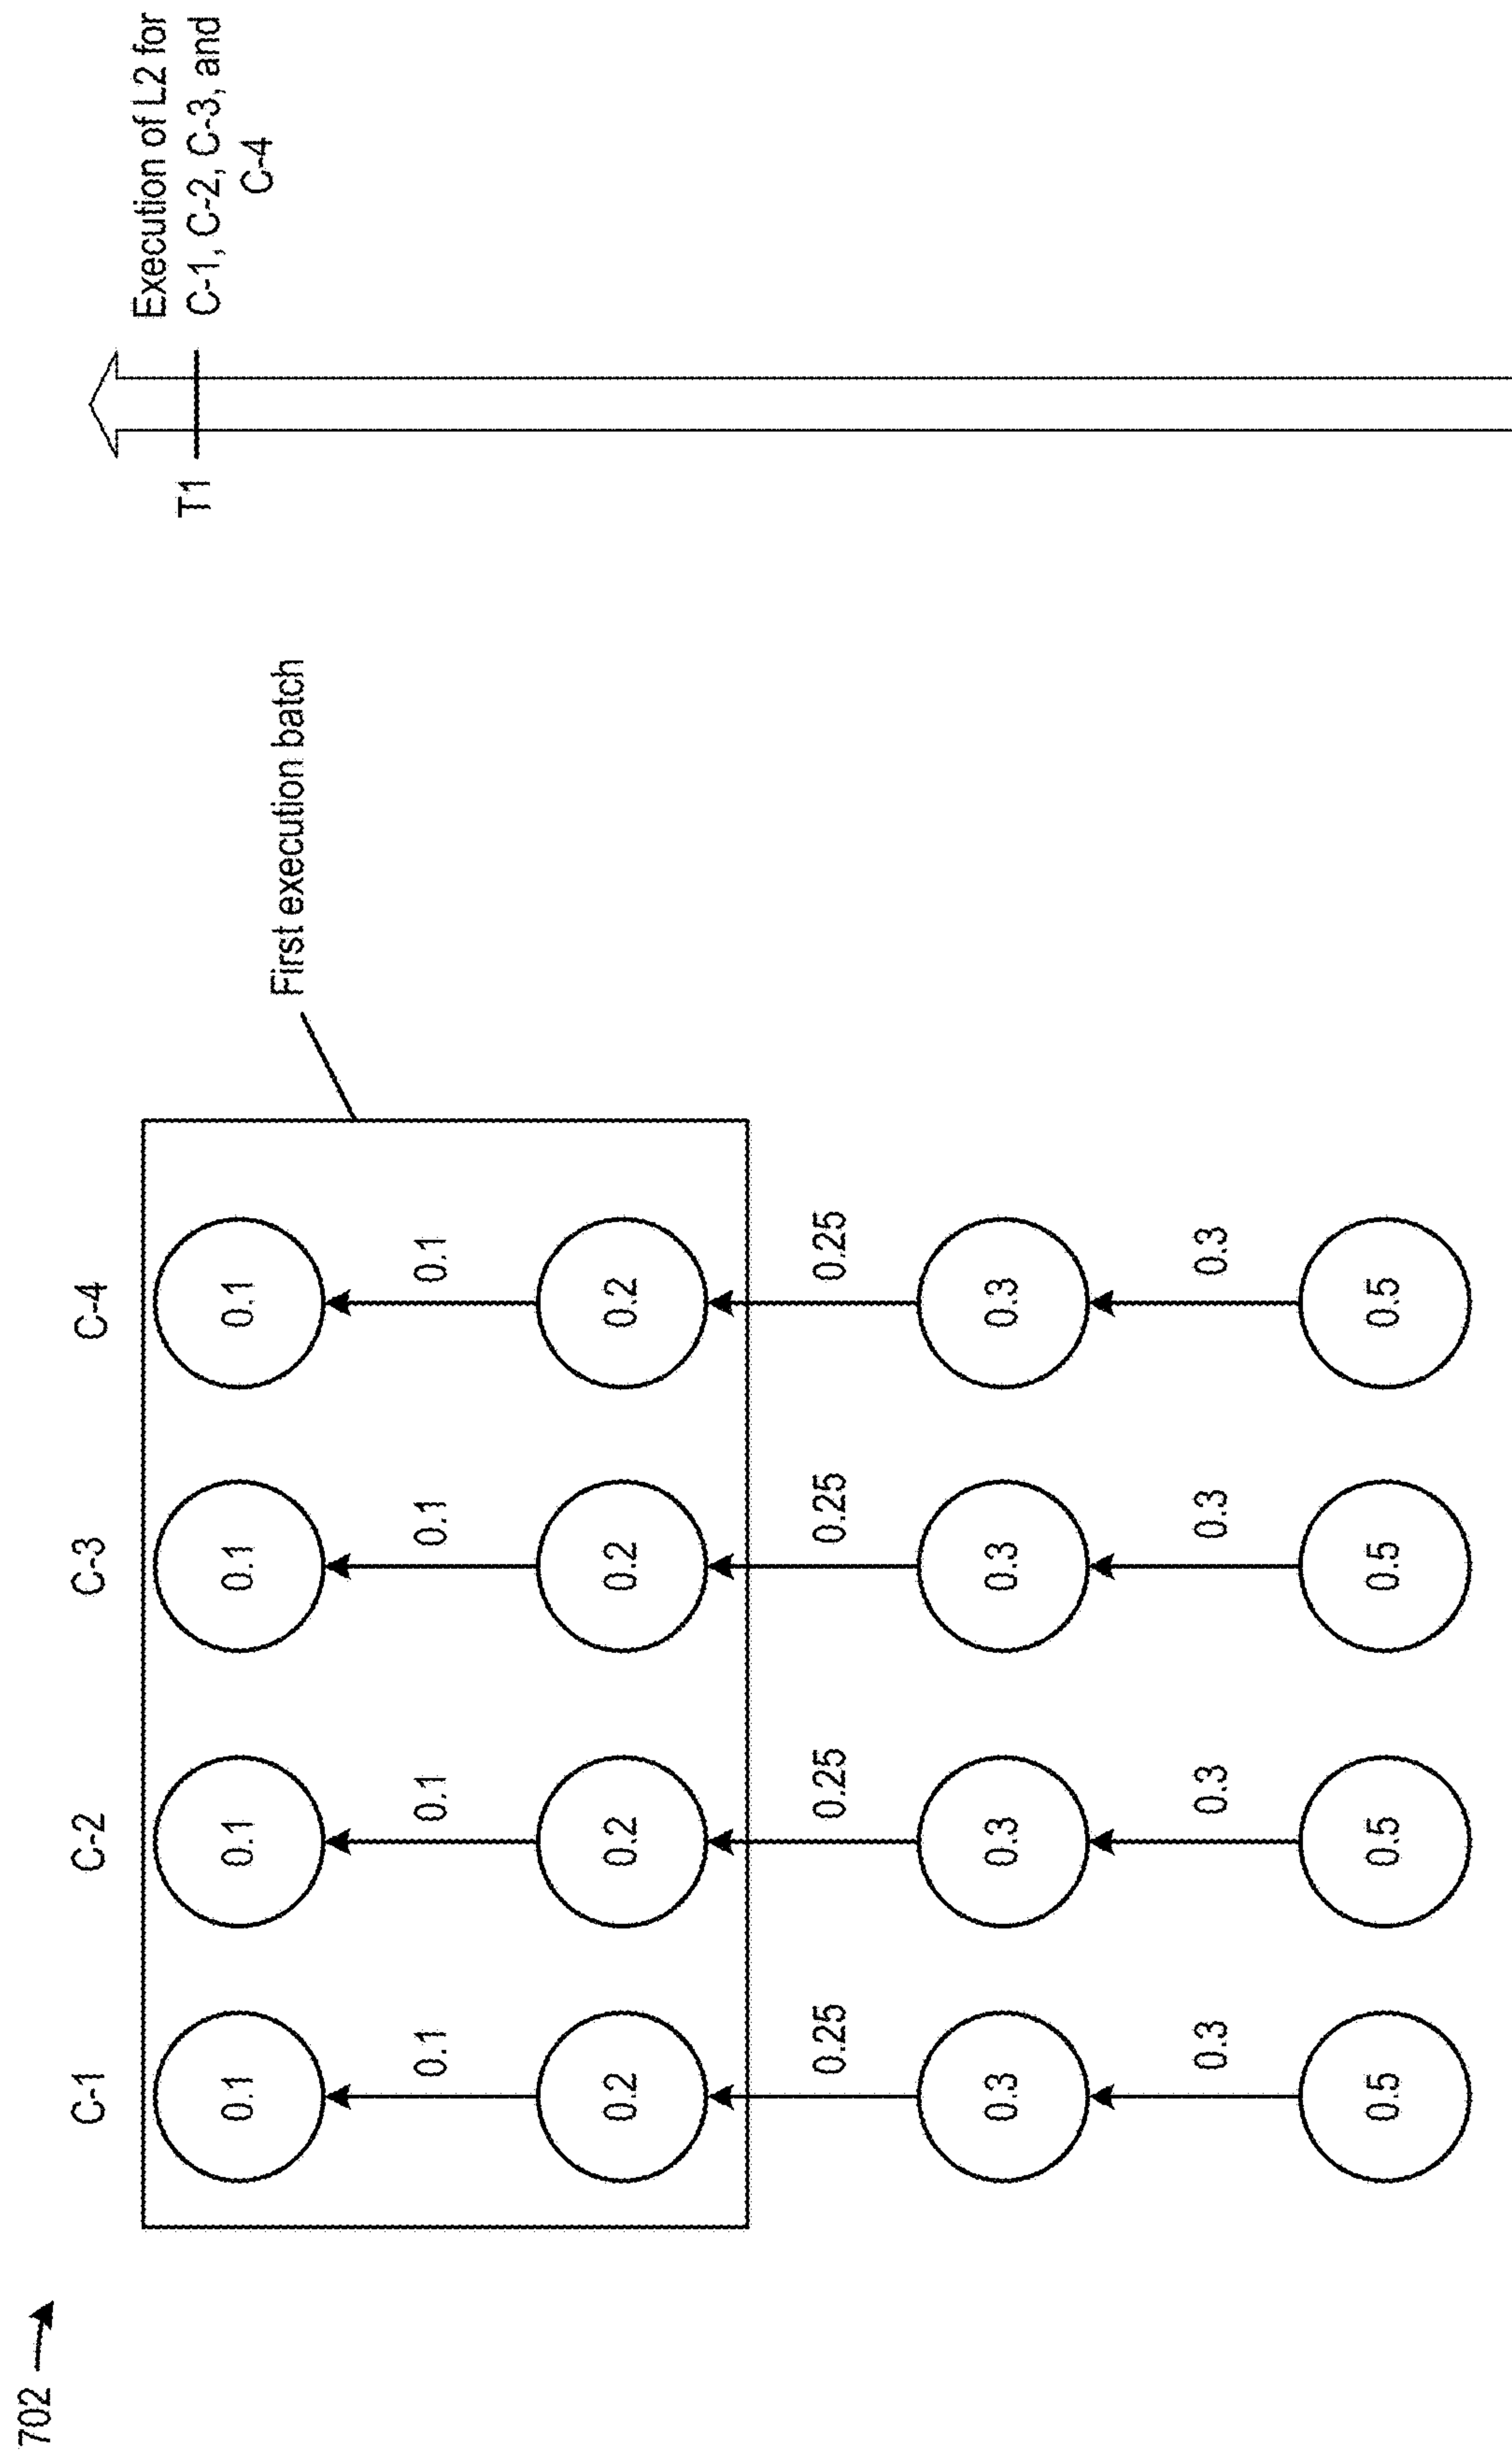 702
C-1 C-2 C-3 C-4
Execution of L2 for
T1 C-1, C-2, C-3, and
C-4
0.1 0.1 0.1 0.1
First execution batch
0.1 0.1 0.1 0.1
0.2 0.2 0.2 0.2
0.25 0.25 0.25 0.25
0.3 0.3 0.3 0.3
0.3 0.3 0.3 0.3
0.5 0.5 0.5 0.5